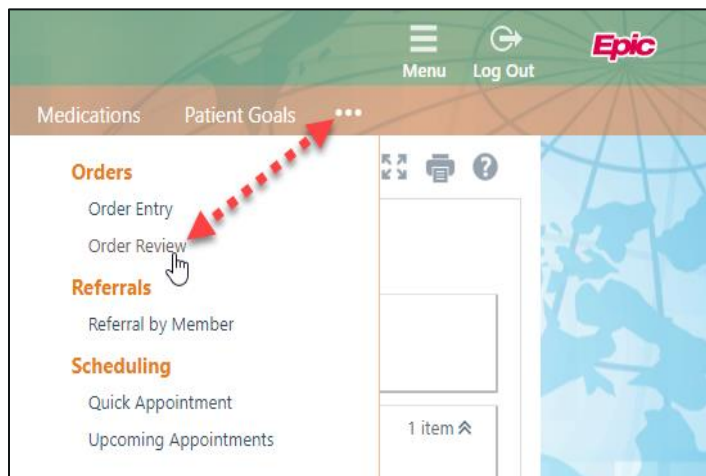 Menu
Log Out
Epic
Medications
Patient Goals
•••
Orders
Order Entry
Order Review
Referrals
Referral by Member
Scheduling
Quick Appointment
Upcoming Appointments
1 item